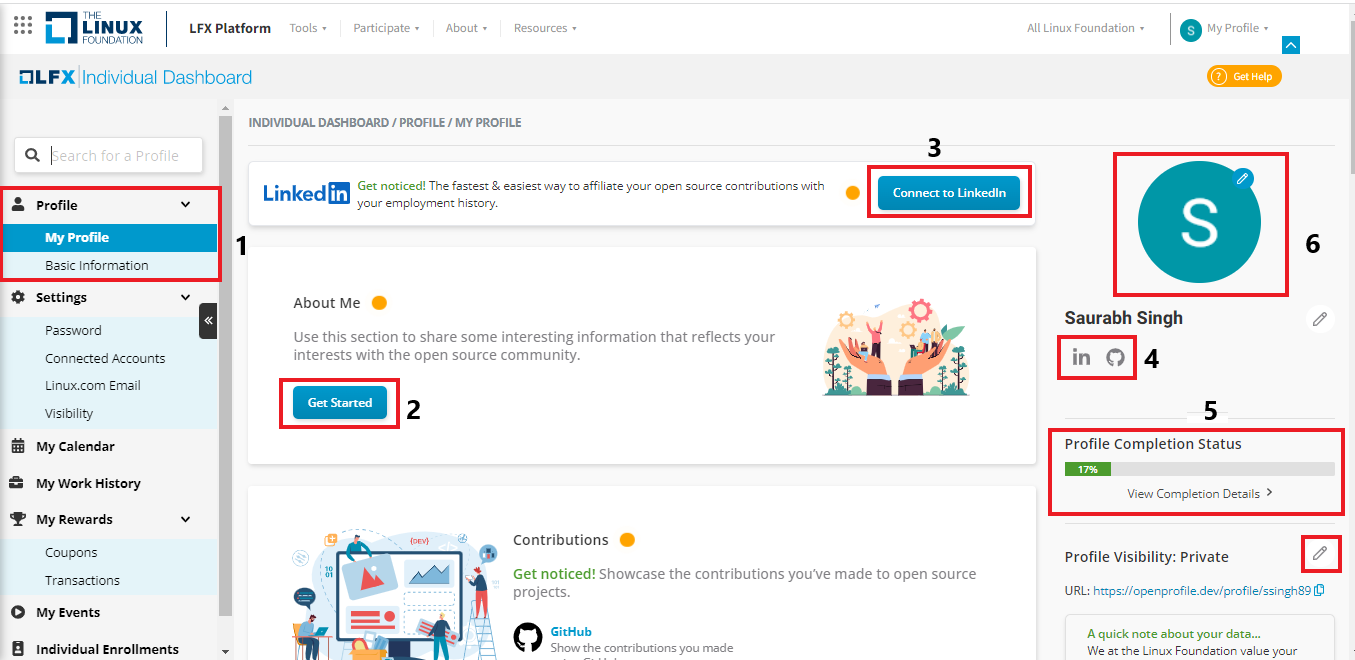 THE
LINUX
FOUNDATION
LFX Platform
Tools
Participate
About
Resources
All Linux Foundation
S
My Profile
LFX Individual Dashboard
? Get Help
Search for a Profile
Profile
My Profile
Basic Information
1
Settings
Password
Connected Accounts
Linux.com Email
Visibility
My Calendar
My Work History
My Rewards
Coupons
Transactions
My Events
Individual Enrollments
INDIVIDUAL DASHBOARD / PROFILE / MY PROFILE
3
Linked in
Get noticed! The fastest & easiest way to affiliate your open source contributions with
your employment history.
Connect to LinkedIn
About Me
Use this section to share some interesting information that reflects your
interests with the open source community.
Get Started
2
{DEV}
10
01
Contributions
Get noticed! Showcase the contributions you've made to open source
projects.
GitHub
Show the contributions you made
S
6
Saurabh Singh
in
4
5
Profile Completion Status
17%
View Completion Details
Profile Visibility: Private
URL: https://openprofile.dev/profile/ssingh89
A quick note about your data...
We at the Linux Foundation value your